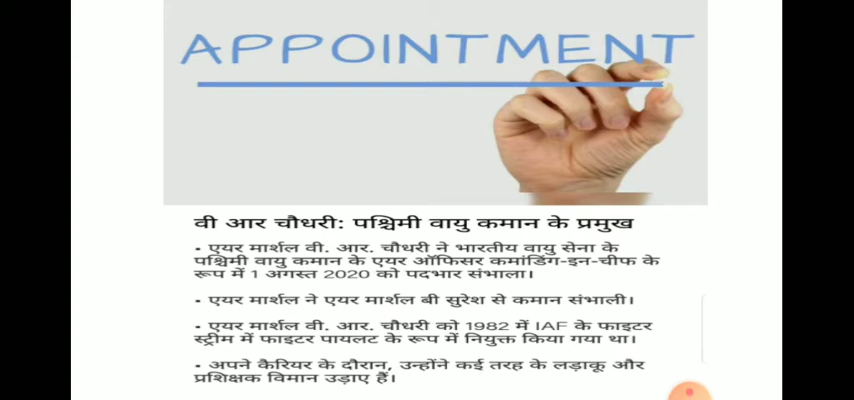 APPOINTMENT
वी आर चौधरी: पश्चिमी वायु कमान के प्रमुख
• एयर मार्शल वी. आर. चौधरी ने भारतीय वायु सेना के
पश्चिमी वायु कमान के एयर ऑफिसर कमांडिंग-इन-चीफ के
रूप में 1 अगस्त 2020 को पदभार संभाला।
• एयर मार्शल ने एयर मार्शल बी सुरेश से कमान संभाली।
• एयर मार्शल वी. आर. चौधरी को 1982 में IAF के फाइटर
स्ट्रीम में फाइटर पायलट के रूप में नियुक्त किया गया था।
• अपने कैरियर के दौरान, उन्होंने कई तरह के लड़ाकू और
प्रशिक्षक विमान उड़ाए हैं।